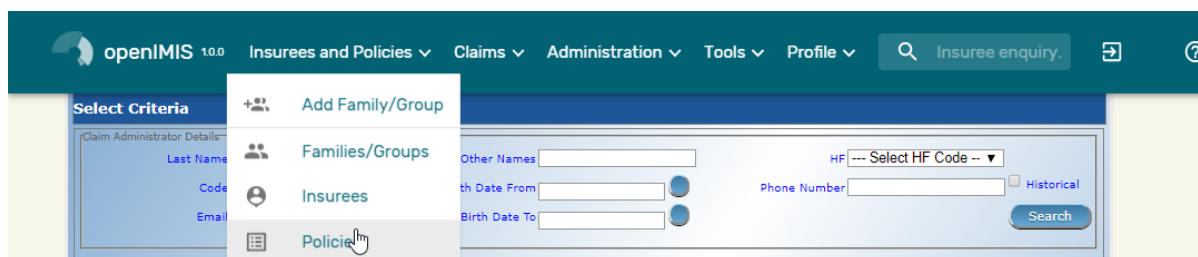 openIMIS 1.0.0 Insurees and Policies Claims Administration Tools Profile Insuree enquiry.
Select Criteria
Add Family/Group
Claim Administrator Details
Families/Groups
Last Name Other Names HF --- Select HF Code --
Code th Date From Phone Number Historical
Insurees
Email Birth Date To Search
Policie